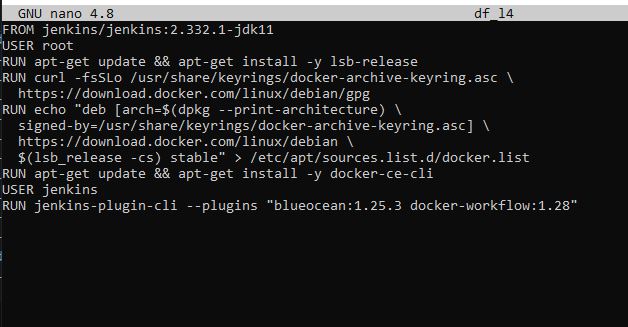 GNU nano 4.8 df_l4
FROM jenkins/jenkins:2.332.1-jdk11
USER root
RUN apt-get update && apt-get install -y lsb-release
RUN curl -fsSLo /usr/share/keyrings/docker-archive-keyring.asc \
  https://download.docker.com/linux/debian/gpg
RUN echo "deb [arch=$(dpkg --print-architecture) \
  signed-by=/usr/share/keyrings/docker-archive-keyring.asc] \
  https://download.docker.com/linux/debian \
  $(lsb_release -cs) stable" > /etc/apt/sources.list.d/docker.list
RUN apt-get update && apt-get install -y docker-ce-cli
USER jenkins
RUN jenkins-plugin-cli --plugins "blueocean:1.25.3 docker-workflow:1.28"